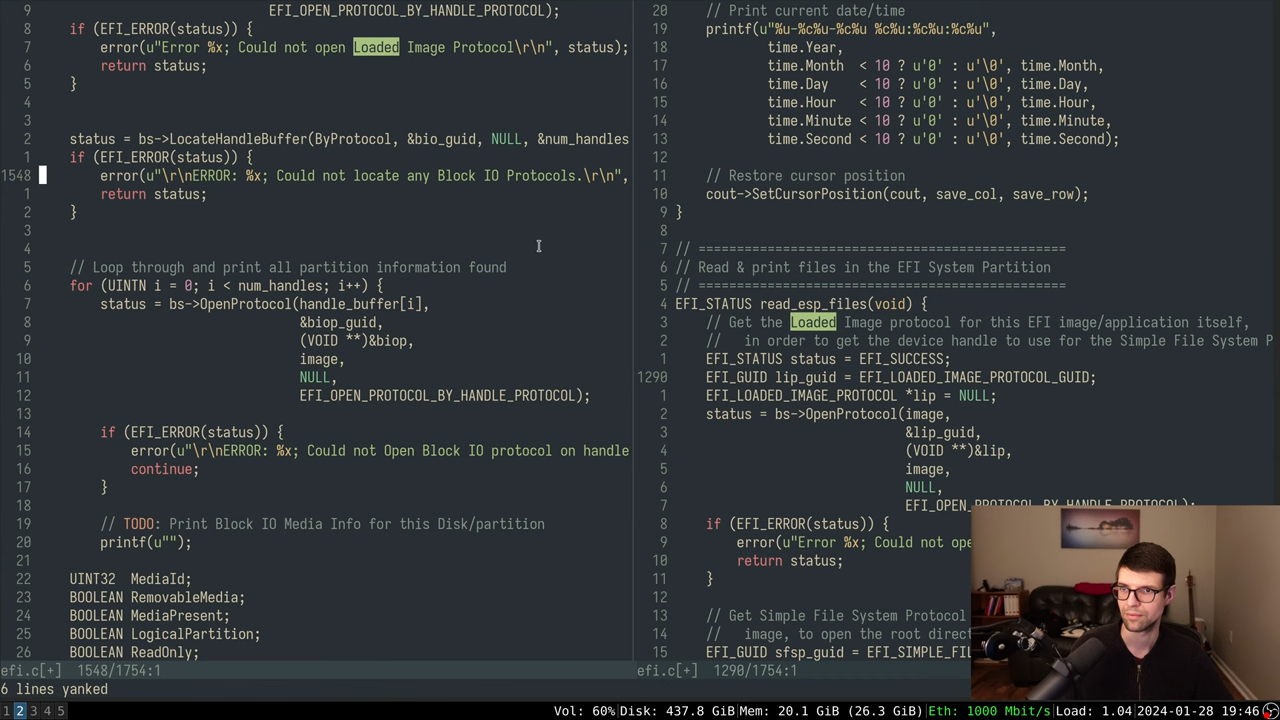 9                               EFI_OPEN_PROTOCOL_BY_HANDLE_PROTOCOL);
8     if (EFI_ERROR(status)) {
7         error(u"Error %x; Could not open Loaded Image Protocol\r\n", status);
6         return status;
5     }
4
3
2     status = bs->LocateHandleBuffer(ByProtocol, &bio_guid, NULL, &num_handles
1     if (EFI_ERROR(status)) {
1548         error(u"\r\nERROR: %x; Could not locate any Block IO Protocols.\r\n",
1         return status;
2     }
3
4
5     // Loop through and print all partition information found
6     for (UINTN i = 0; i < num_handles; i++) {
7         status = bs->OpenProtocol(handle_buffer[i],
8                                   &biop_guid,
9                                   (VOID **)&biop,
10                                   image,
11                                   NULL,
12                                   EFI_OPEN_PROTOCOL_BY_HANDLE_PROTOCOL);
13
14         if (EFI_ERROR(status)) {
15             error(u"\r\nERROR: %x; Could not Open Block IO protocol on handle
16             continue;
17         }
18
19         // TODO: Print Block IO Media Info for this Disk/partition
20         printf(u"");
21
22     UINT32  MediaId;
23     BOOLEAN RemovableMedia;
24     BOOLEAN MediaPresent;
25     BOOLEAN LogicalPartition;
26     BOOLEAN ReadOnly;
efi.c[+]  1548/1754:1
20     // Print current date/time
19     printf(u"%u-%c%u-%c%u %c%u:%c%u:%c%u",
18             time.Year,
17             time.Month  < 10 ? u'0' : u'\0', time.Month,
16             time.Day    < 10 ? u'0' : u'\0', time.Day,
15             time.Hour   < 10 ? u'0' : u'\0', time.Hour,
14             time.Minute < 10 ? u'0' : u'\0', time.Minute,
13             time.Second < 10 ? u'0' : u'\0', time.Second);
12
11     // Restore cursor position
10     cout->SetCursorPosition(cout, save_col, save_row);
9 }
8
7 // ================================================
6 // Read & print files in the EFI System Partition
5 // ================================================
4 EFI_STATUS read_esp_files(void) {
3     // Get the Loaded Image protocol for this EFI image/application itself,
2     //   in order to get the device handle to use for the Simple File System P
1     EFI_STATUS status = EFI_SUCCESS;
1290     EFI_GUID lip_guid = EFI_LOADED_IMAGE_PROTOCOL_GUID;
1     EFI_LOADED_IMAGE_PROTOCOL *lip = NULL;
2     status = bs->OpenProtocol(image,
3                               &lip_guid,
4                               (VOID **)&lip,
5                               image,
6                               NULL,
7                               EFI_OPEN_PROTOCOL_BY_HANDLE_PROTOCOL);
8     if (EFI_ERROR(status)) {
9         error(u"Error %x; Could not
10         return status;
11     }
12
13     // Get Simple File System Protocol
14     //   image, to open the root
15     EFI_GUID sfsp_guid =
efi.c[+]  1290/1754:1
6 lines yanked
1 2 3 4 5
Vol: 60%|Disk: 437.8 GiB|Mem: 20.1 GiB (26.3 GiB)|Eth: 1000 Mbit/s|Load: 1.04|2024-01-28 19:46